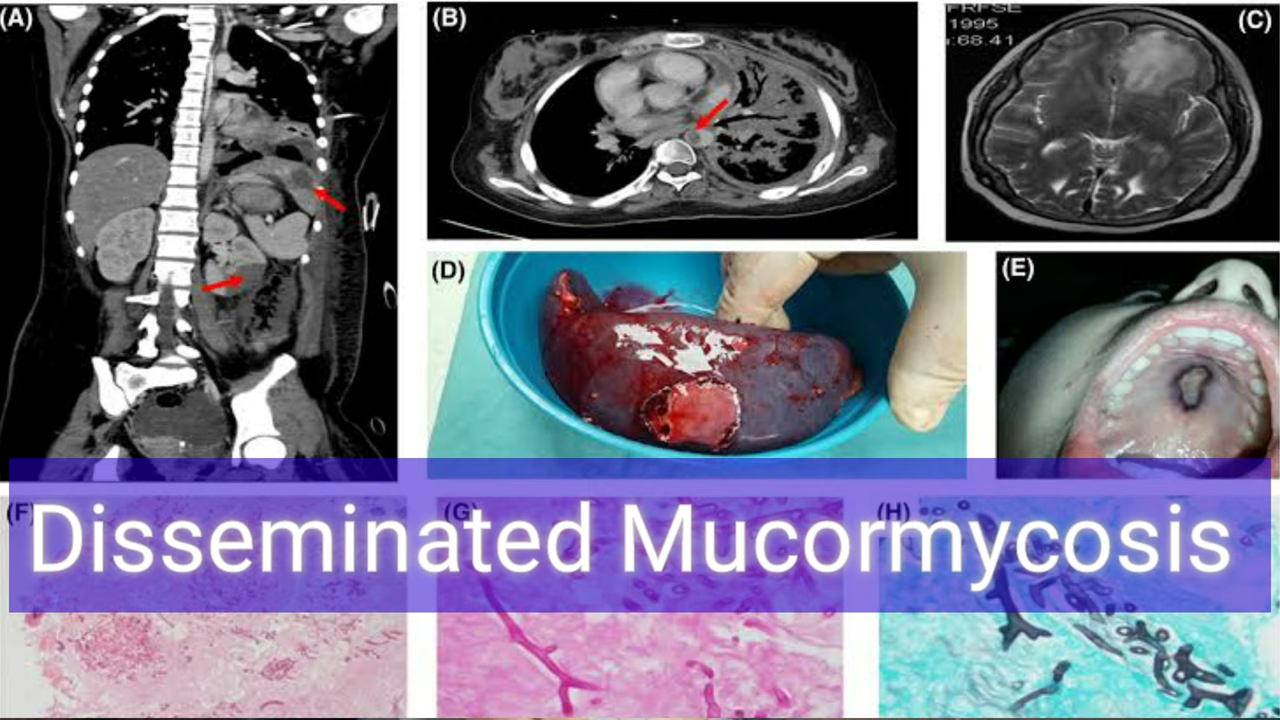 (A)
(B)
FRFSE
1995
:68.41
(C)
(D)
(E)
(F)
(G)
(H)
Disseminated Mucormycosis